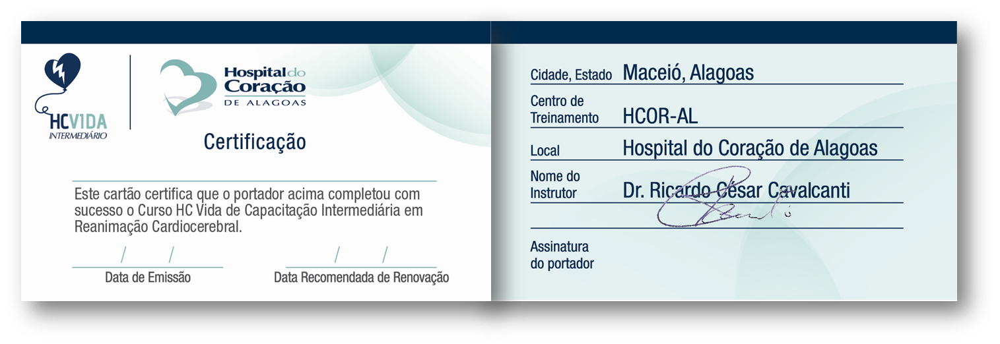 HCV1DA
INTERMEDIÁRIO
Hospital do
Coração
DE ALAGOAS
Certificação
Este cartão certifica que o portador acima completou com
sucesso o Curso HC Vida de Capacitação Intermediária em
Reanimação Cardiocerebral.
/ /
Data de Emissão
/ /
Data Recomendada de Renovação
Cidade, Estado Maceió, Alagoas
Centro de
Treinamento HCOR-AL
Local Hospital do Coração de Alagoas
Nome do
Instrutor Dr. Ricardo César Cavalcanti
Assinatura
do portador